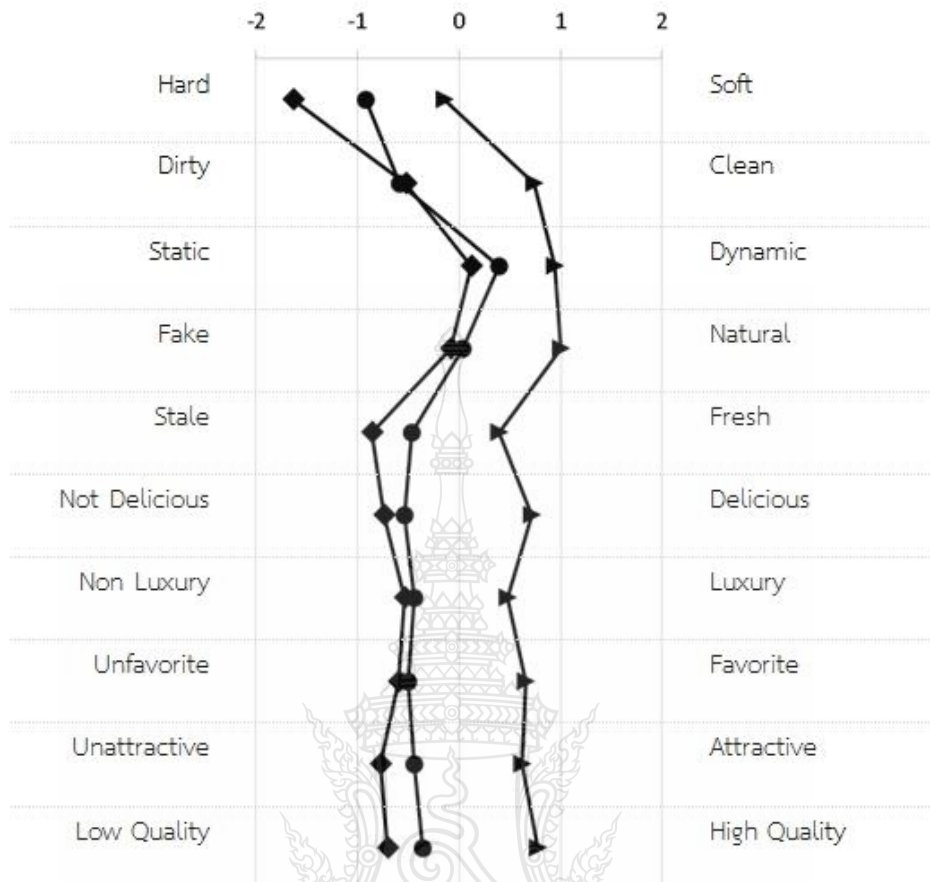 -2 -1 0 1 2
Hard Soft
Dirty Clean
Static Dynamic
Fake Natural
Stale Fresh
Not Delicious Delicious
Non Luxury Luxury
Unfavorite Favorite
Unattractive Attractive
Low Quality High Quality